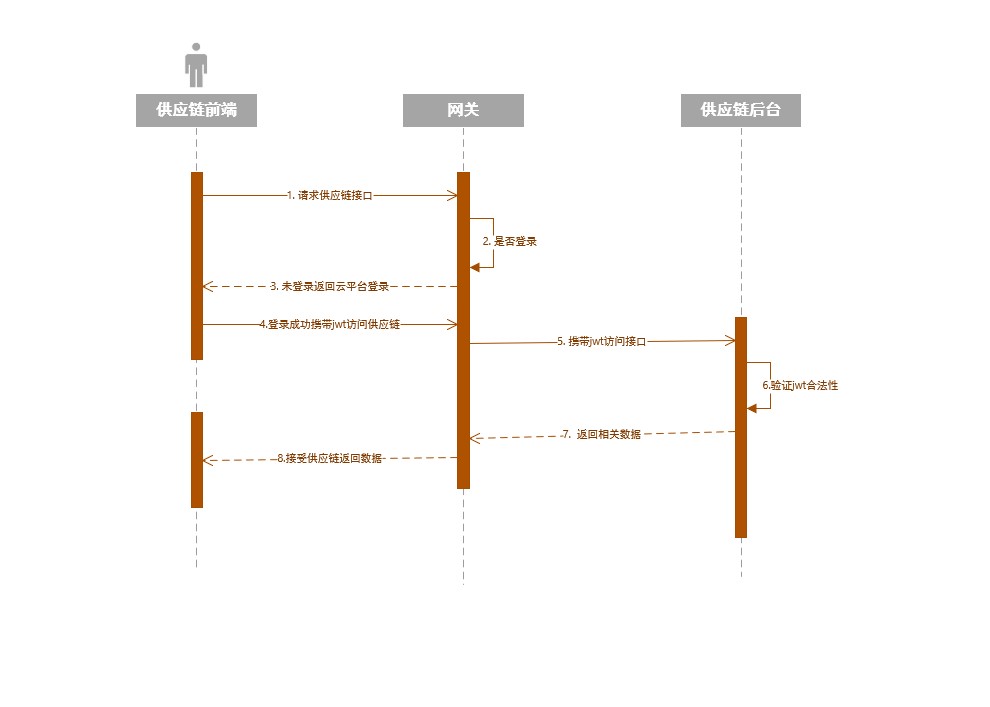 供应链前端
网关
供应链后台
1. 请求供应链接口
2. 是否登录
3. 未登录返回云平台登录
4.登录成功携带jwt访问供应链
5. 携带jwt访问接口
6.验证jwt合法性
7. 返回相关数据
8.接受供应链返回数据